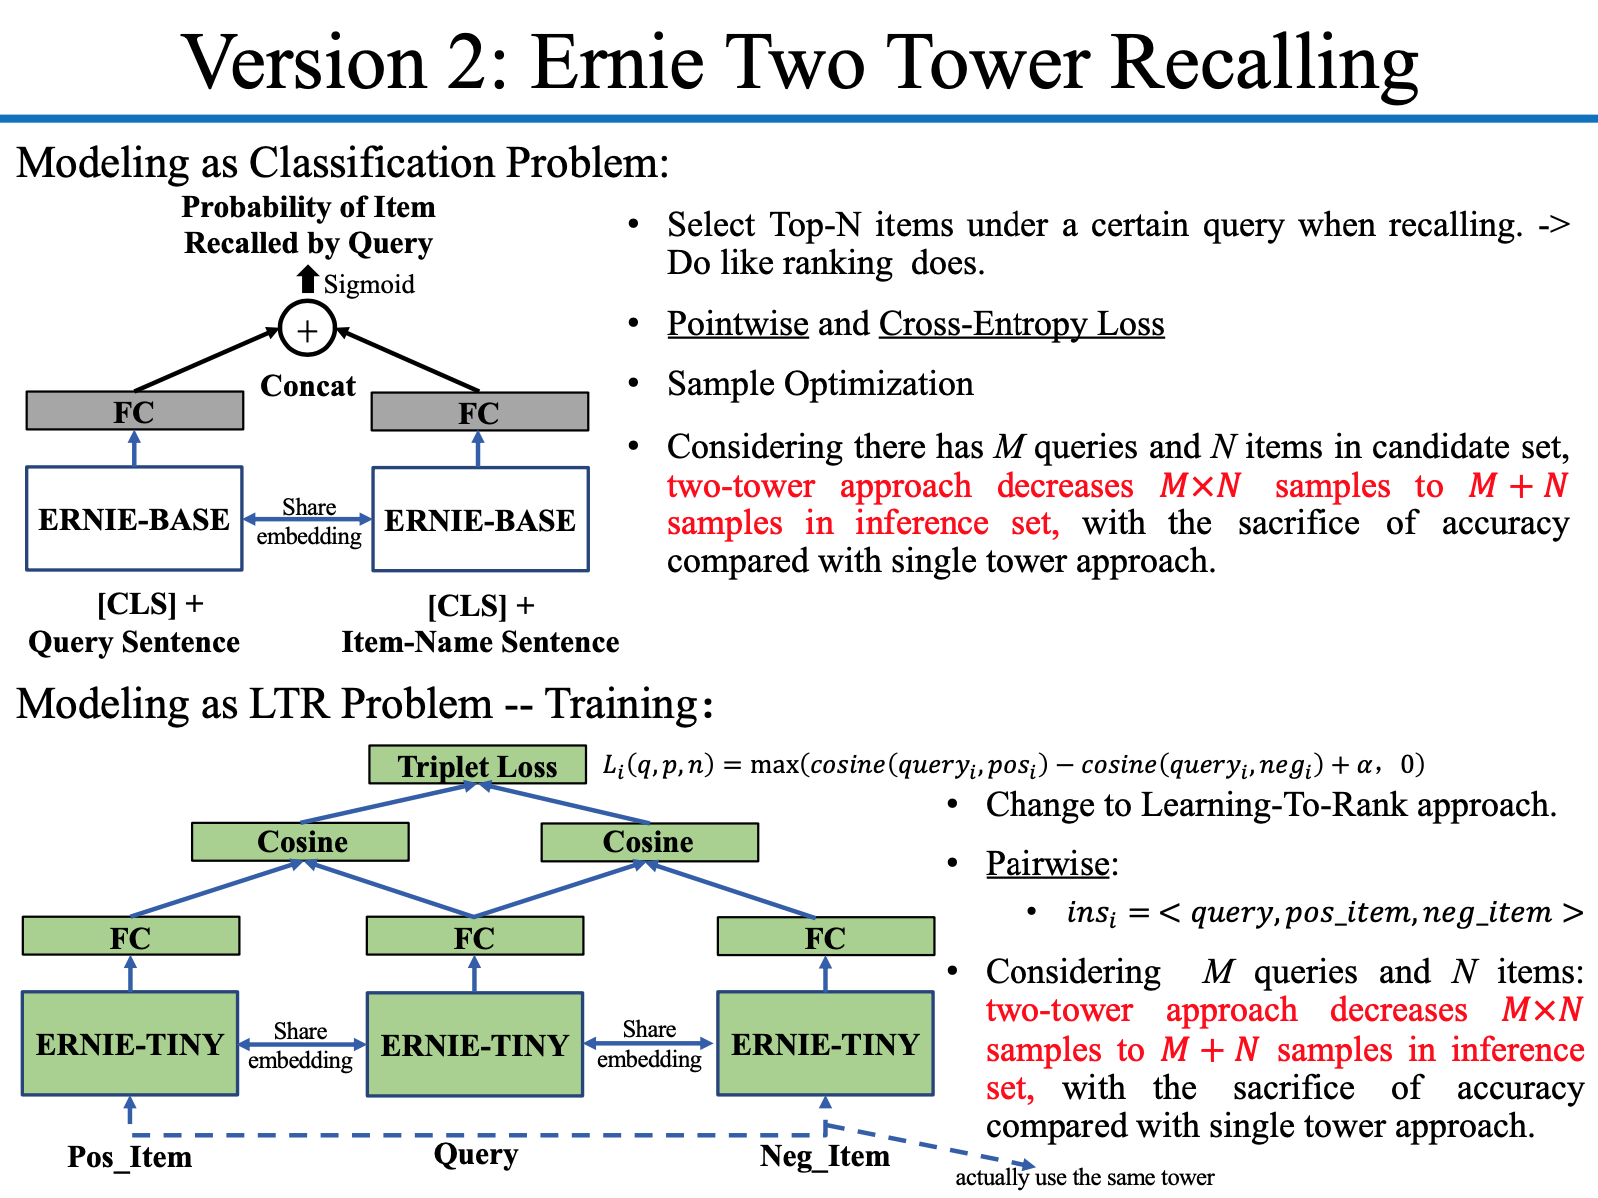 Version 2: Ernie Two Tower Recalling
Modeling as Classification Problem:
Probability of Item
Recalled by Query
Sigmoid
+
Concat
FC
FC
ERNIE-BASE
Share
embedding
ERNIE-BASE
[CLS] +
Query Sentence
[CLS] +
Item-Name Sentence
• Select Top-N items under a certain query when recalling. ->
Do like ranking does.
• Pointwise and Cross-Entropy Loss
• Sample Optimization
• Considering there has M queries and N items in candidate set,
two-tower approach decreases M×N samples to M + N
samples in inference set, with the sacrifice of accuracy
compared with single tower approach.
Modeling as LTR Problem -- Training:
Triplet Loss
L_i(q, p, n) = max(cosine(query_i, pos_i) − cosine(query_i, neg_i) + α, 0)
Cosine
Cosine
FC
FC
FC
ERNIE-TINY
Share
embedding
ERNIE-TINY
Share
embedding
ERNIE-TINY
Pos_Item
Query
Neg_Item
actually use the same tower
• Change to Learning-To-Rank approach.
• Pairwise:
• ins_i = < query, pos_item, neg_item >
• Considering M queries and N items:
two-tower approach decreases M×N
samples to M + N samples in inference
set, with the sacrifice of accuracy
compared with single tower approach.